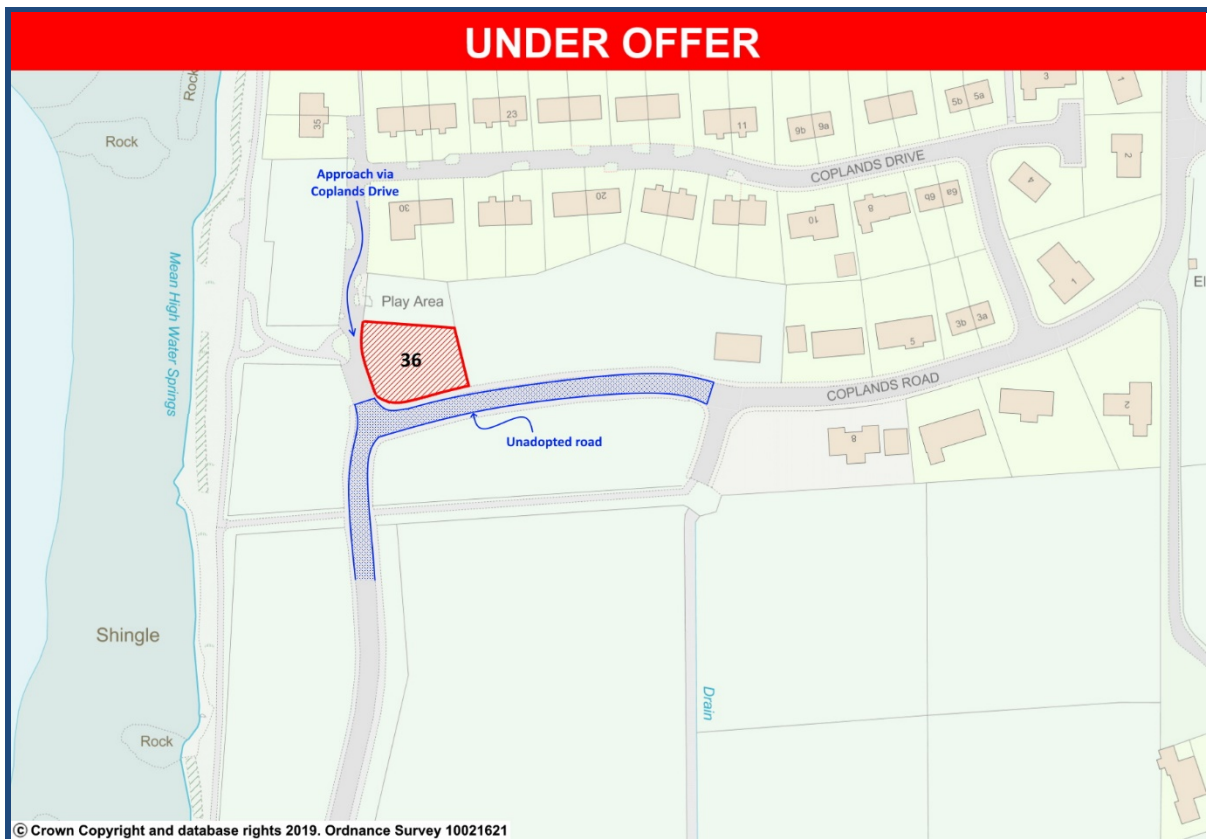 UNDER OFFER
Rock
Rock
35
23
11
9b
9a
5b
5a
3
1
2
Approach via
Coplands Drive
COPLANDS DRIVE
30
20
10
8
6b
6a
4
1
Mean High Water Springs
Play Area
36
3b
3a
5
El
COPLANDS ROAD
Unadopted road
8
2
Shingle
Drain
Rock
© Crown Copyright and database rights 2019. Ordnance Survey 10021621